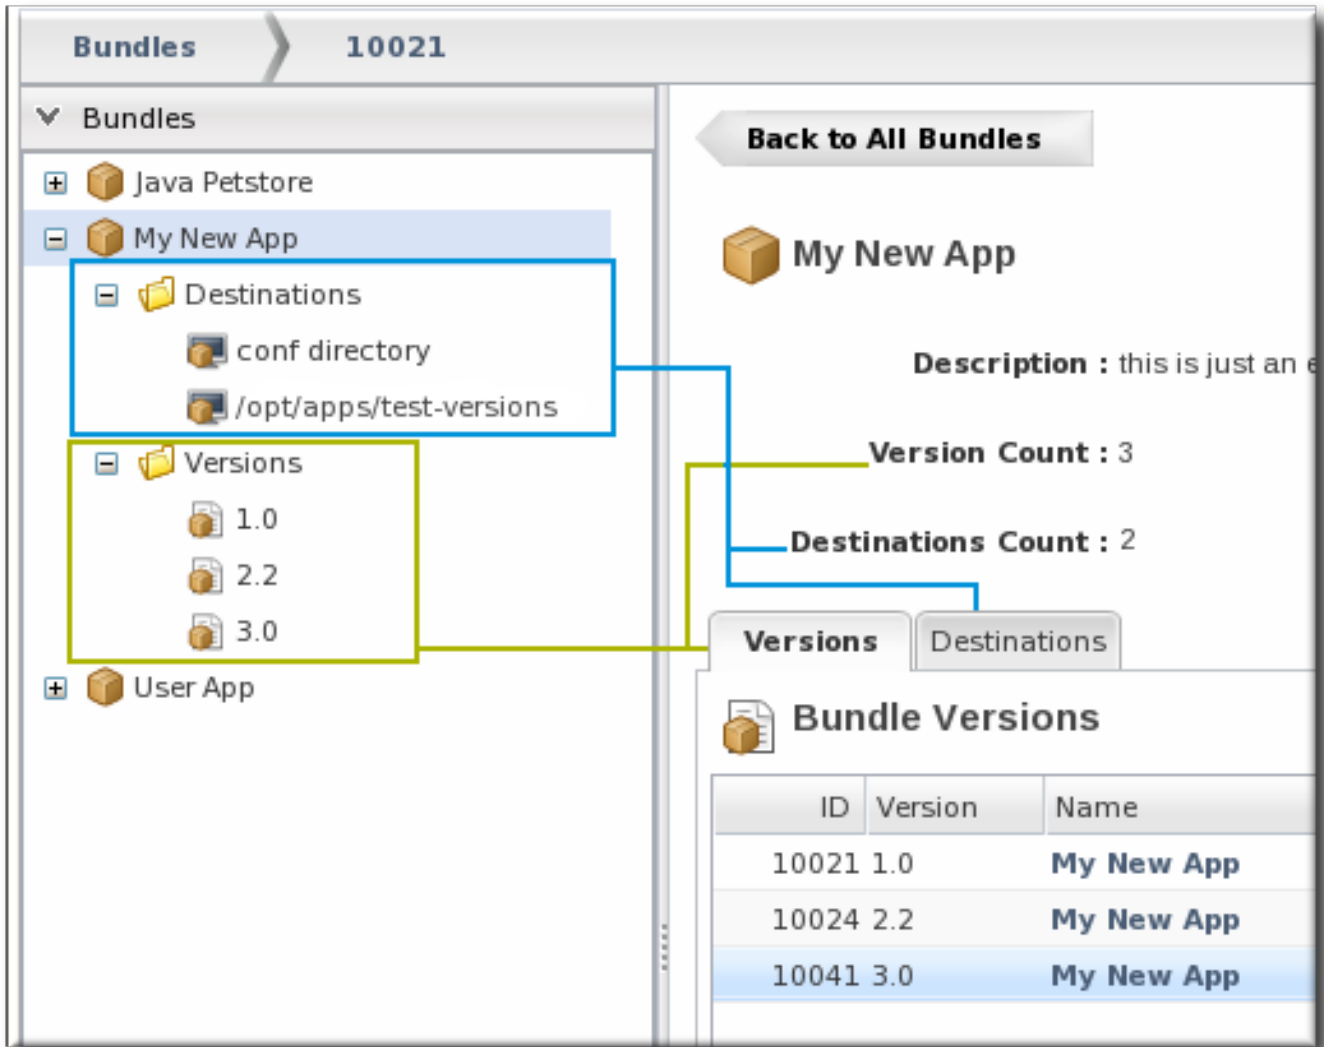 Bundles 10021
Bundles
Java Petstore
My New App
Destinations
conf directory
/opt/apps/test-versions
Versions
1.0
2.2
3.0
User App
Back to All Bundles
My New App
Description : this is just an
Version Count : 3
Destinations Count : 2
Versions Destinations
Bundle Versions
ID Version Name
10021 1.0 My New App
10024 2.2 My New App
10041 3.0 My New App